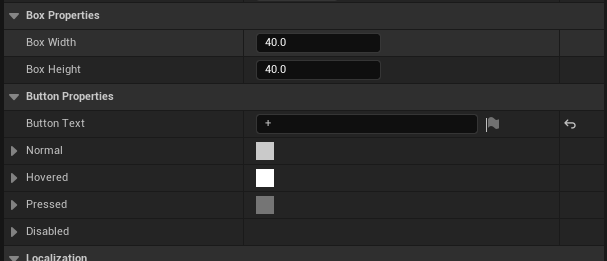 Box Properties
Box Width 40.0
Box Height 40.0
Button Properties
Button Text +
Normal
Hovered
Pressed
Disabled
Localization